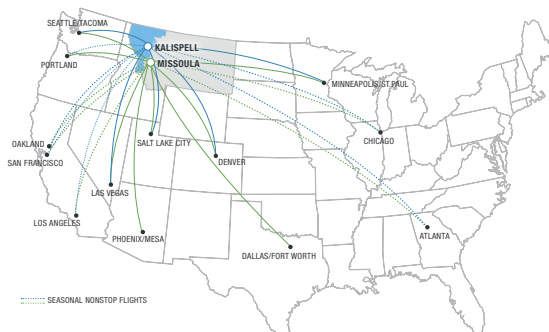 SEATTLE/TACOMA
KALISPELL
PORTLAND
MISSOULA
MINNEAPOLIS/ST.PAUL
OAKLAND
SALT LAKE CITY
CHICAGO
SAN FRANCISCO
DENVER
LAS VEGAS
LOS ANGELES
ATLANTA
PHOENIX/MESA
DALLAS/FORT WORTH
SEASONAL NONSTOP FLIGHTS